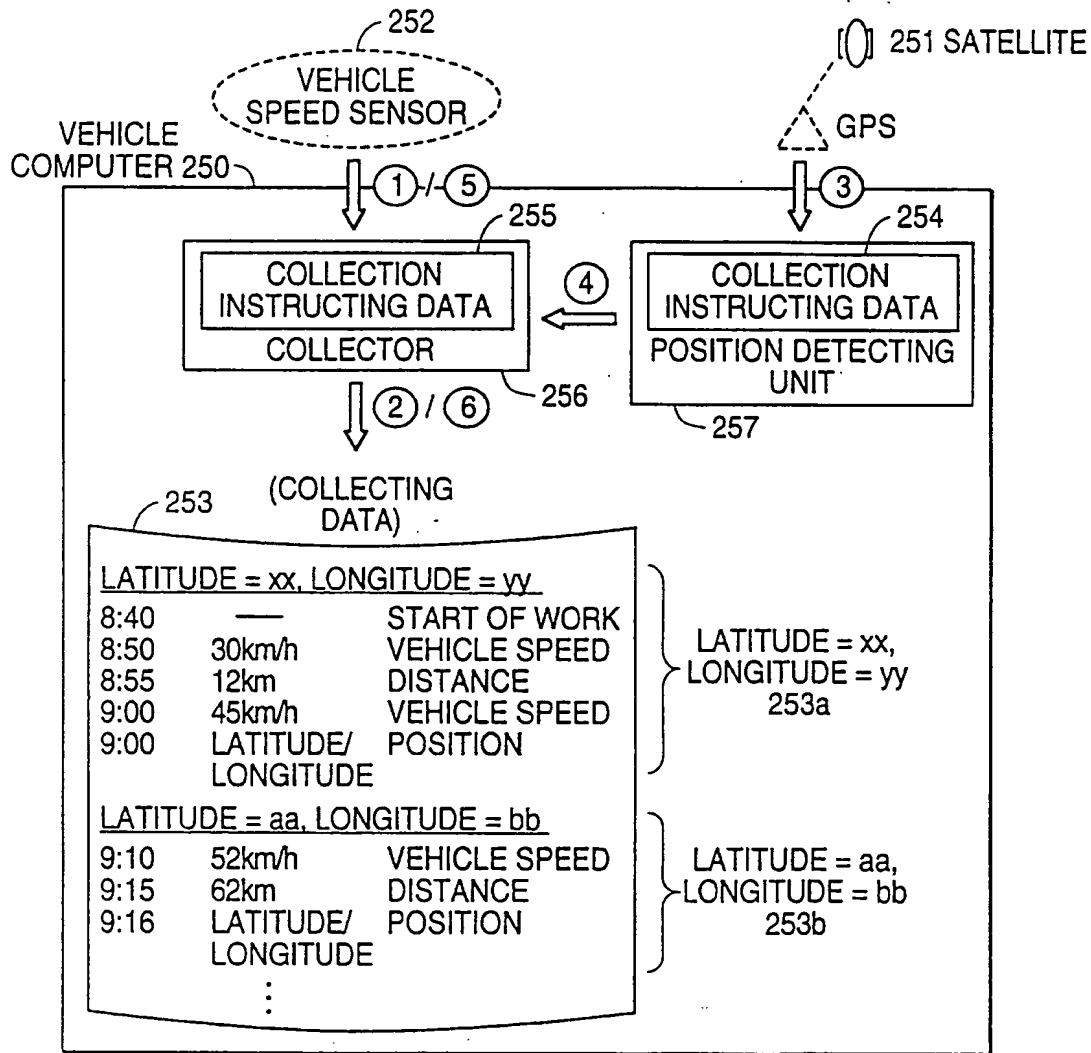 252
VEHICLE
SPEED SENSOR
251 SATELLITE
GPS
VEHICLE
COMPUTER 250
1 / 5
3
255
COLLECTION
INSTRUCTING DATA
COLLECTOR
256
4
254
COLLECTION
INSTRUCTING DATA
POSITION DETECTING
UNIT
257
2 / 6
(COLLECTING
DATA)
253
LATITUDE = xx, LONGITUDE = yy
8:40 — START OF WORK
8:50 30km/h VEHICLE SPEED
8:55 12km DISTANCE
9:00 45km/h VEHICLE SPEED
9:00 LATITUDE/ POSITION
LONGITUDE
LATITUDE = xx,
LONGITUDE = yy
253a
LATITUDE = aa, LONGITUDE = bb
9:10 52km/h VEHICLE SPEED
9:15 62km DISTANCE
9:16 LATITUDE/ POSITION
LONGITUDE
LATITUDE = aa,
LONGITUDE = bb
253b